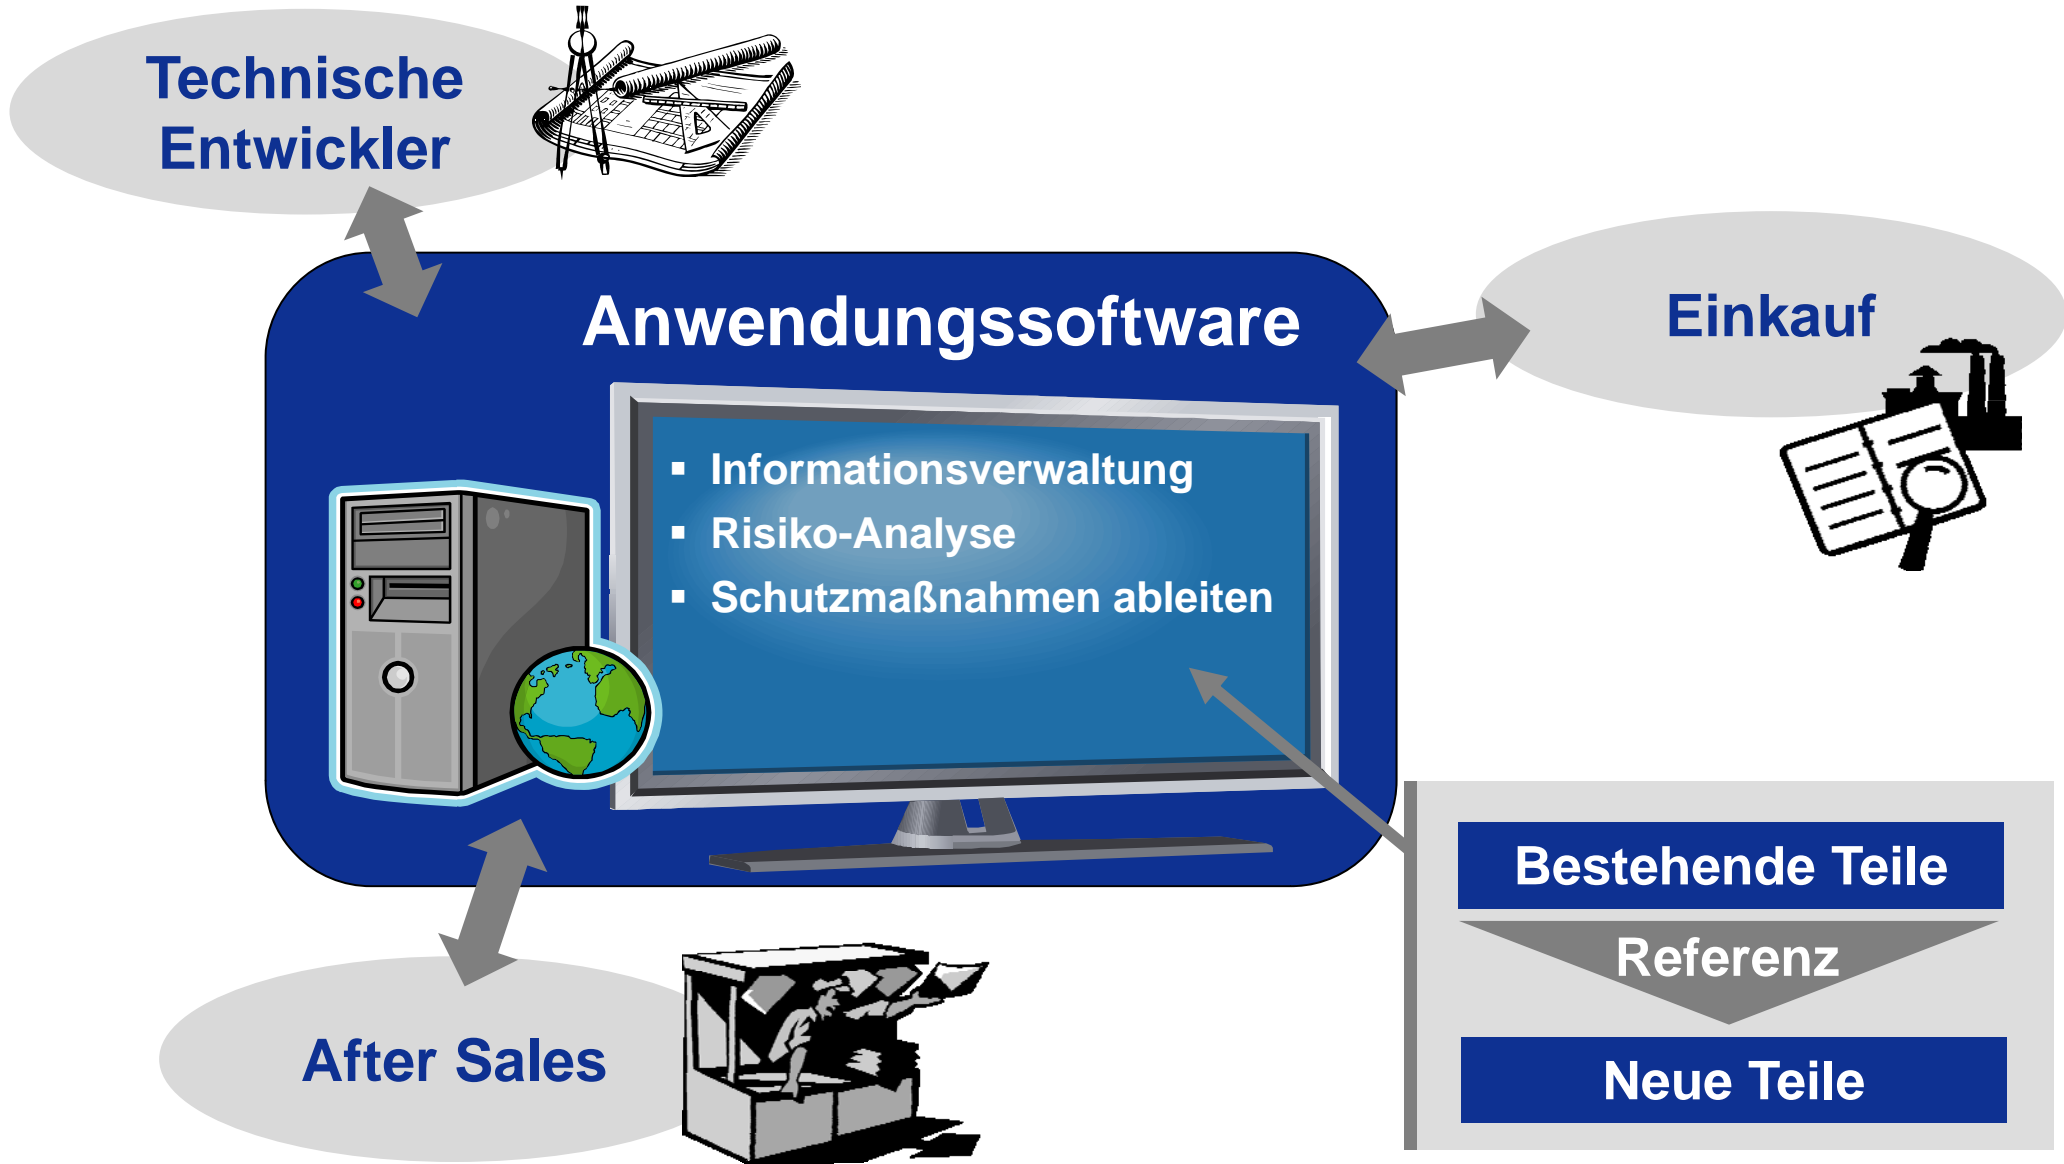 Technische
Entwickler
Anwendungssoftware
Einkauf
▪ Informationsverwaltung
▪ Risiko-Analyse
▪ Schutzmaßnahmen ableiten
Bestehende Teile
Referenz
Neue Teile
After Sales